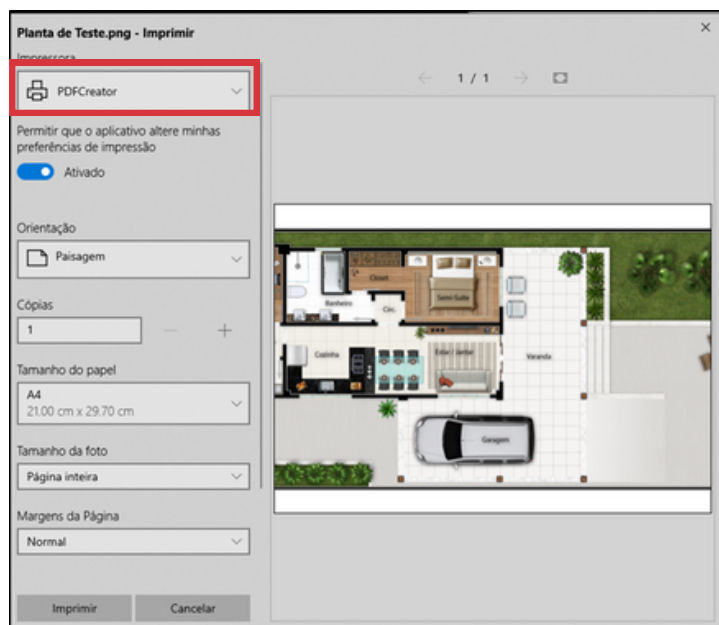 Planta de Teste.png - Imprimir
Impressora
1 / 1
PDFCreator
Permitir que o aplicativo altere minhas
preferências de impressão
Ativado
Orientação
Paisagem
Cópias
1
Tamanho do papel
A4
21.00 cm x 29.70 cm
Tamanho da foto
Página inteira
Margens da Página
Normal
Imprimir
Cancelar
Closet
Banheiro
Semi-Suíte
Circ.
Cozinha
Estar / Jantar
Varanda
Garagem